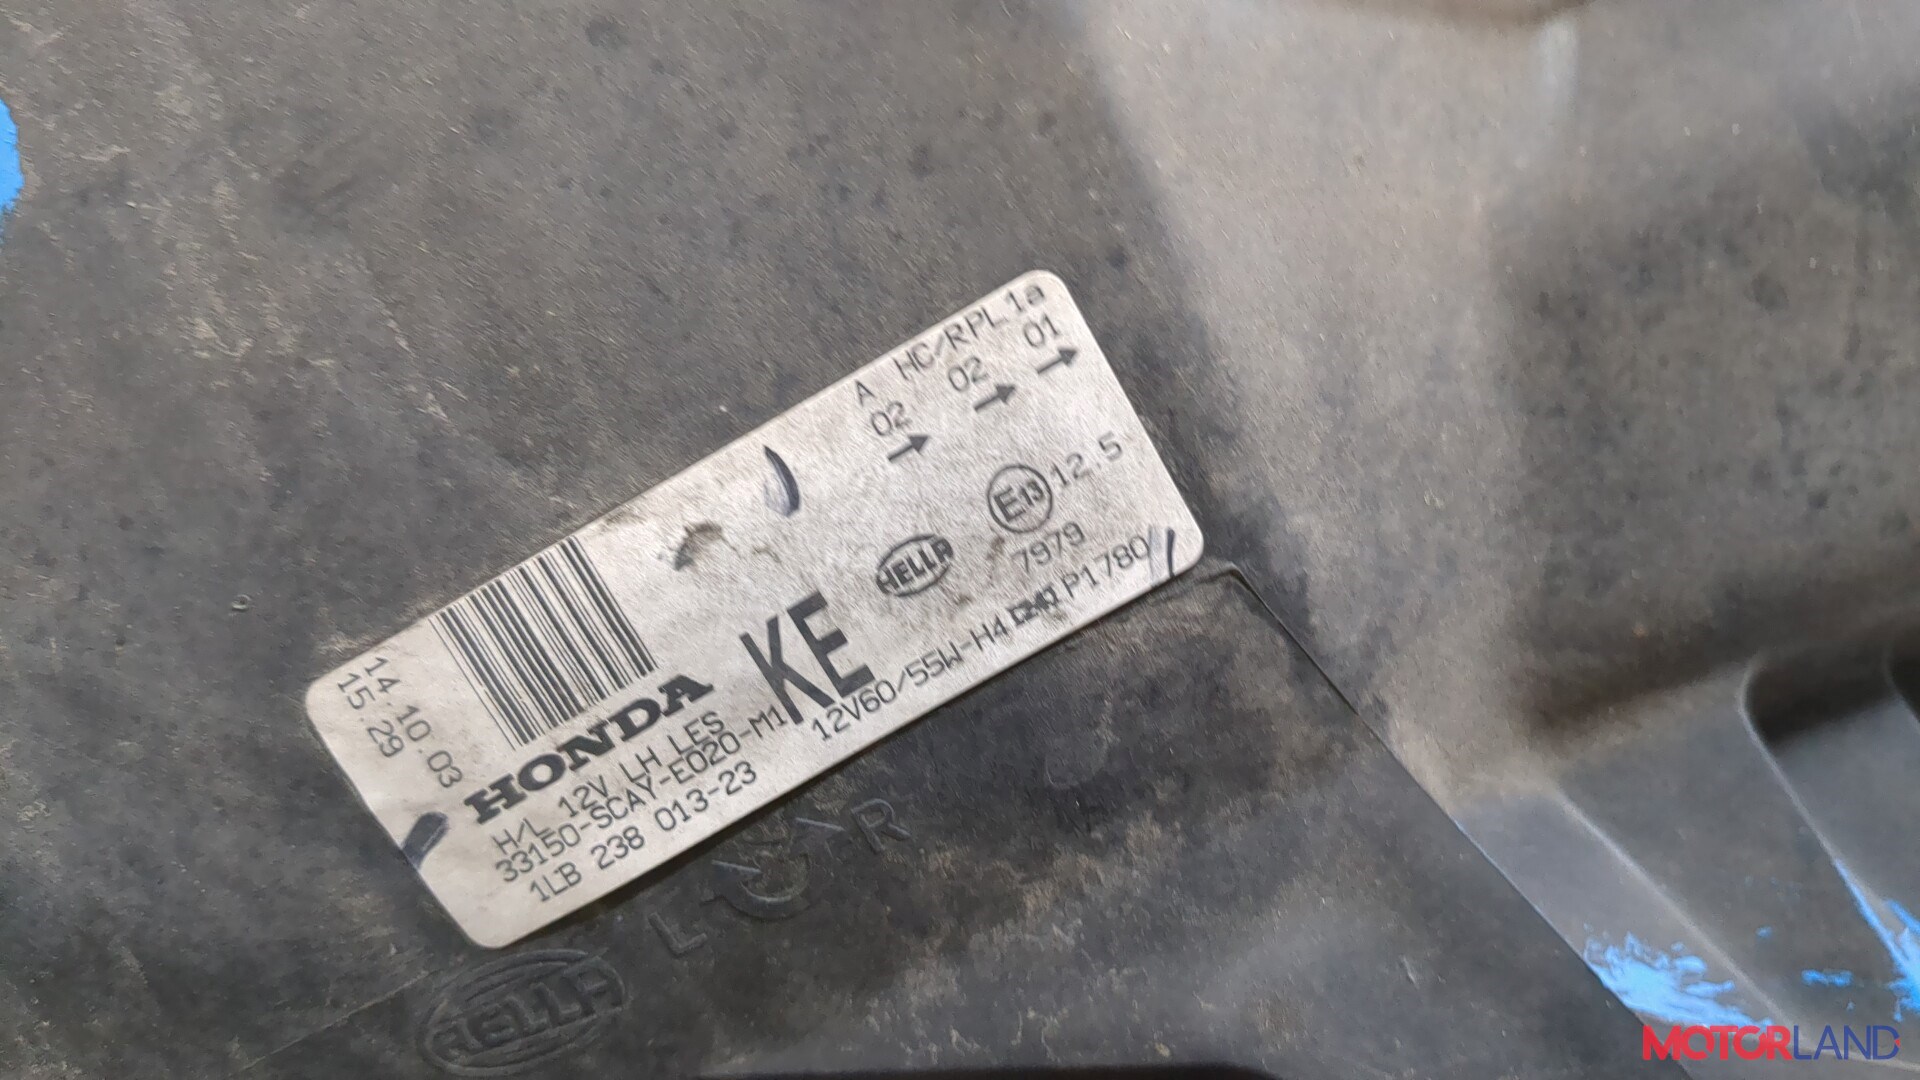 A HC/R PL 1a
02 02 01
E13 12.5
7979
14.10.03
15.29
HONDA
KE
HELLA
H/L 12V LH LES
33150-SCAY-E020-M1
12V60/55W-H4 P1780
1LB 238 013-23
L R
HELLA
MOTORLAND